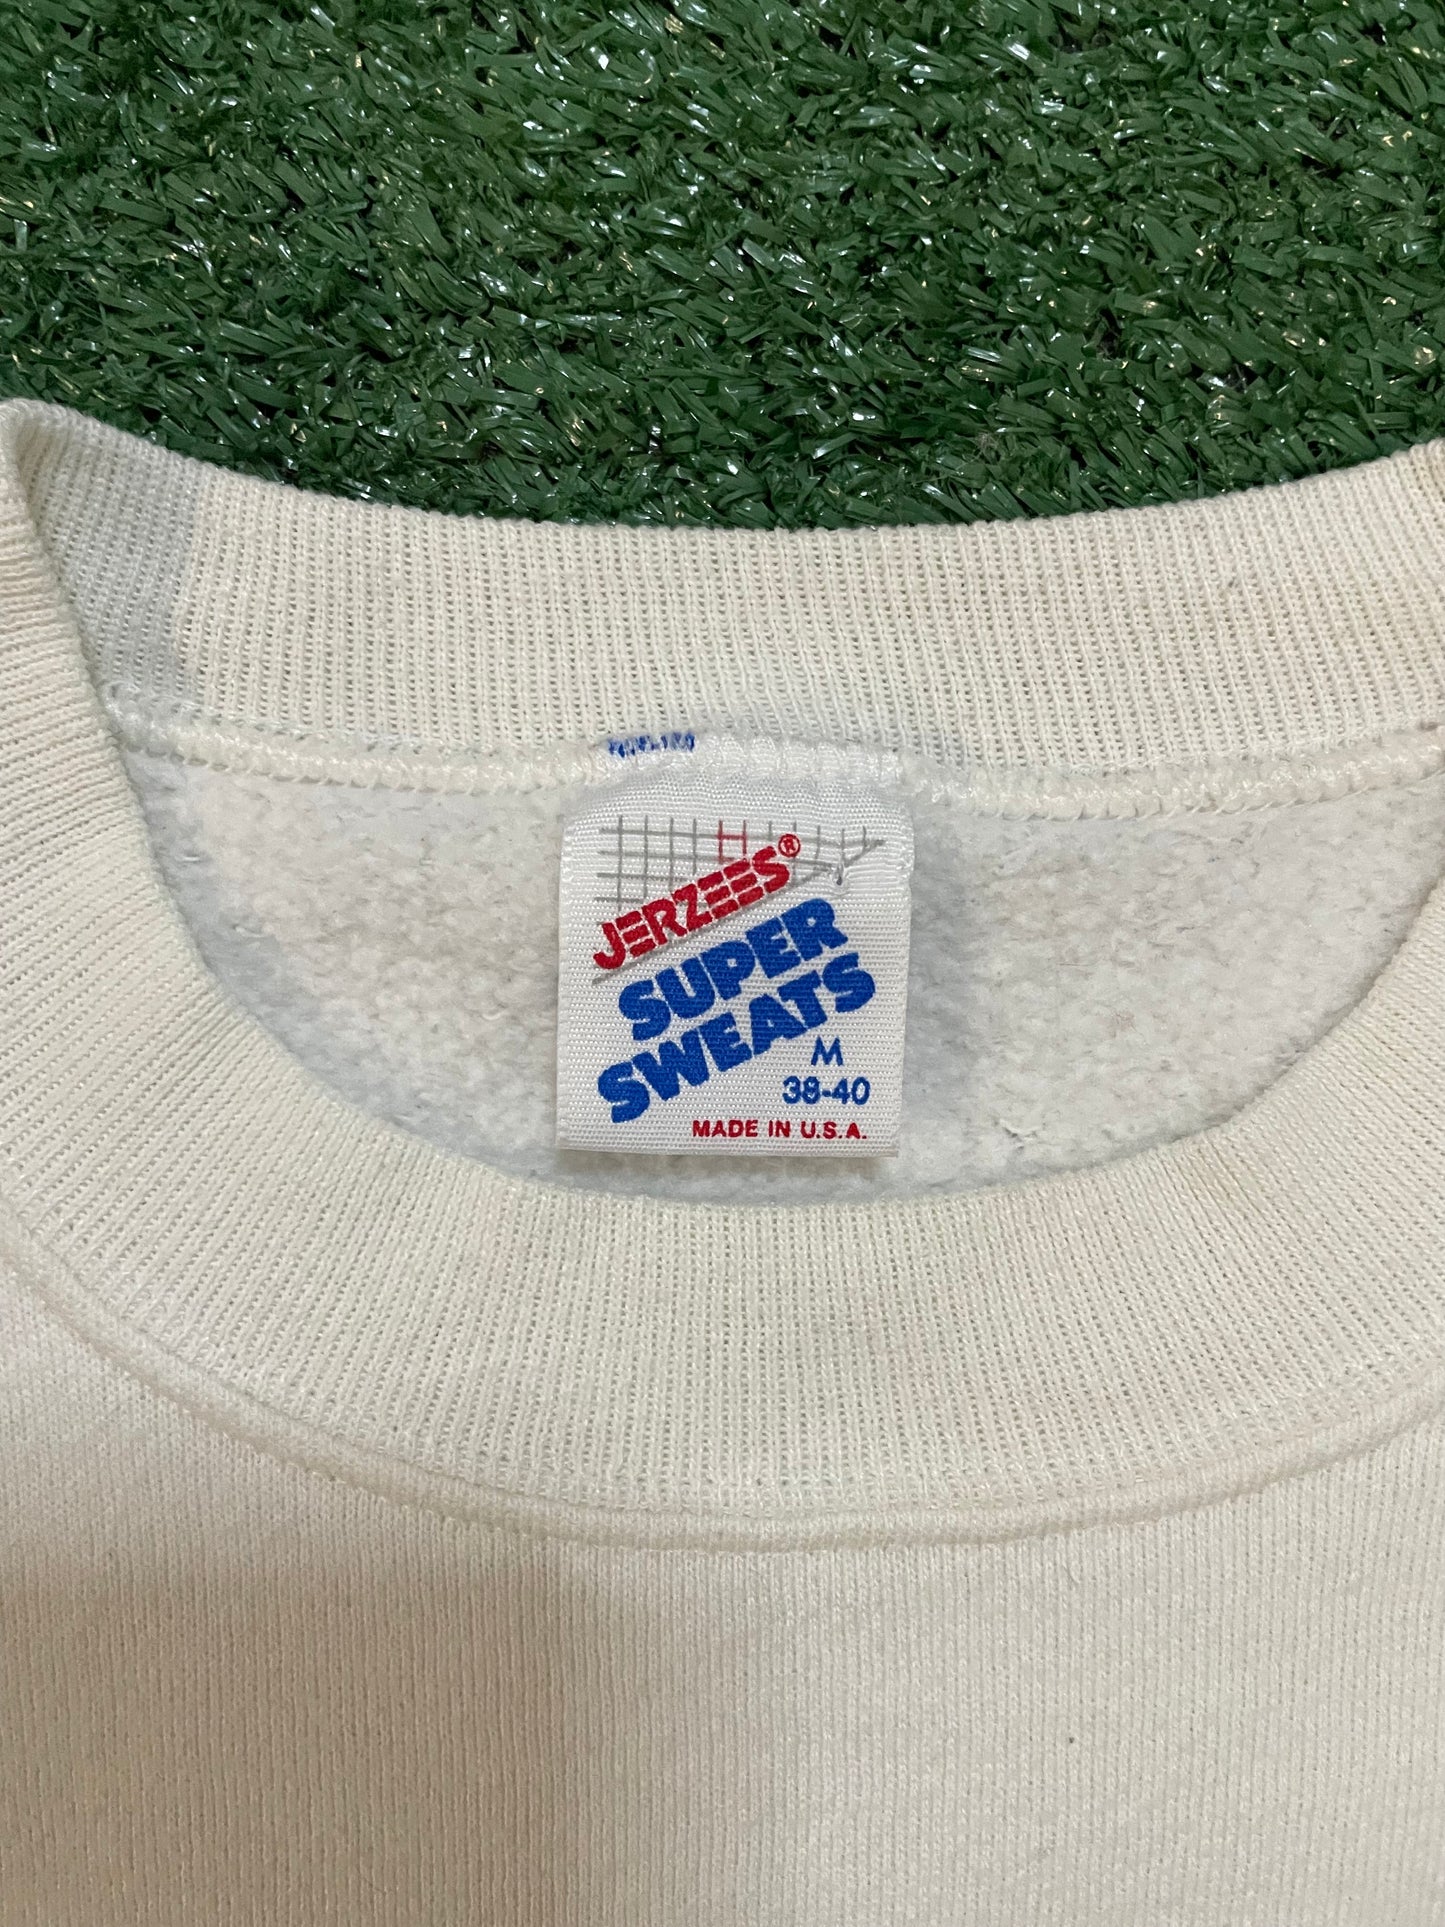 JERZEES®
SUPER
SWEATS
M
38-40
MADE IN U.S.A.